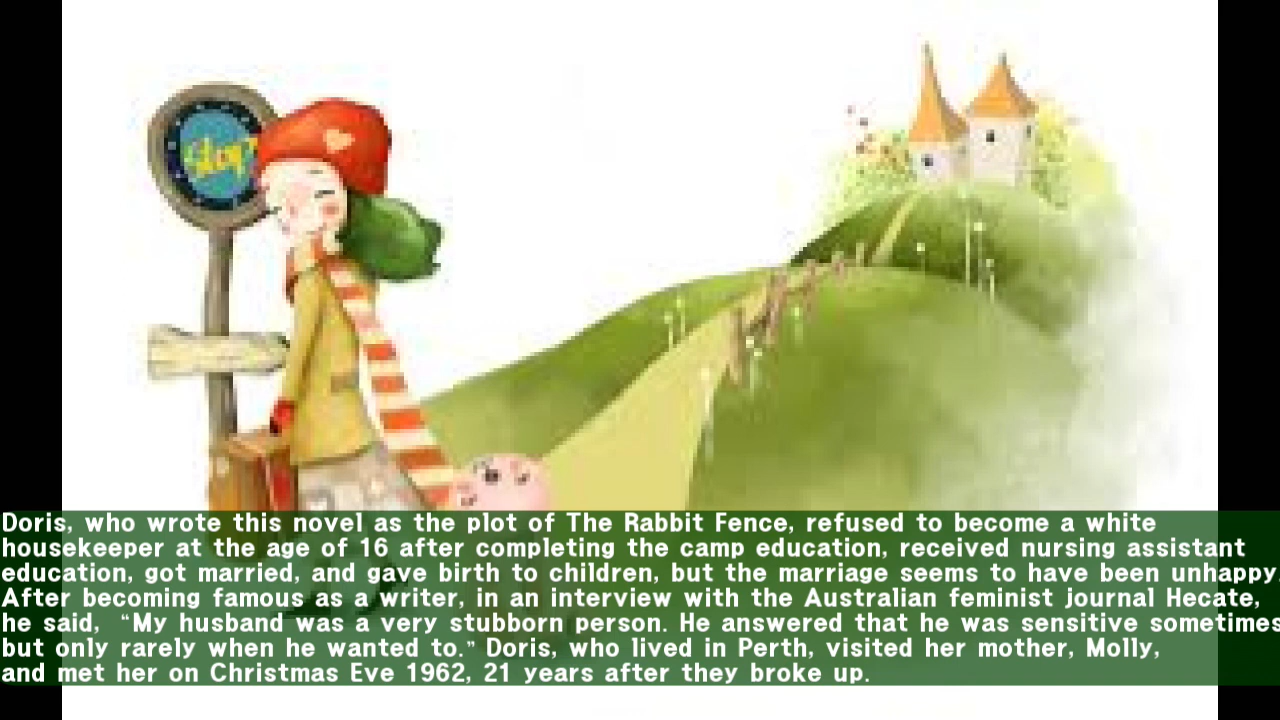 Stop
Doris, who wrote this novel as the plot of The Rabbit Fence, refused to become a white
housekeeper at the age of 16 after completing the camp education, received nursing assistant
education, got married, and gave birth to children, but the marriage seems to have been unhappy.
After becoming famous as a writer, in an interview with the Australian feminist journal Hecate,
he said, “My husband was a very stubborn person. He answered that he was sensitive sometimes
but only rarely when he wanted to.” Doris, who lived in Perth, visited her mother, Molly,
and met her on Christmas Eve 1962, 21 years after they broke up.